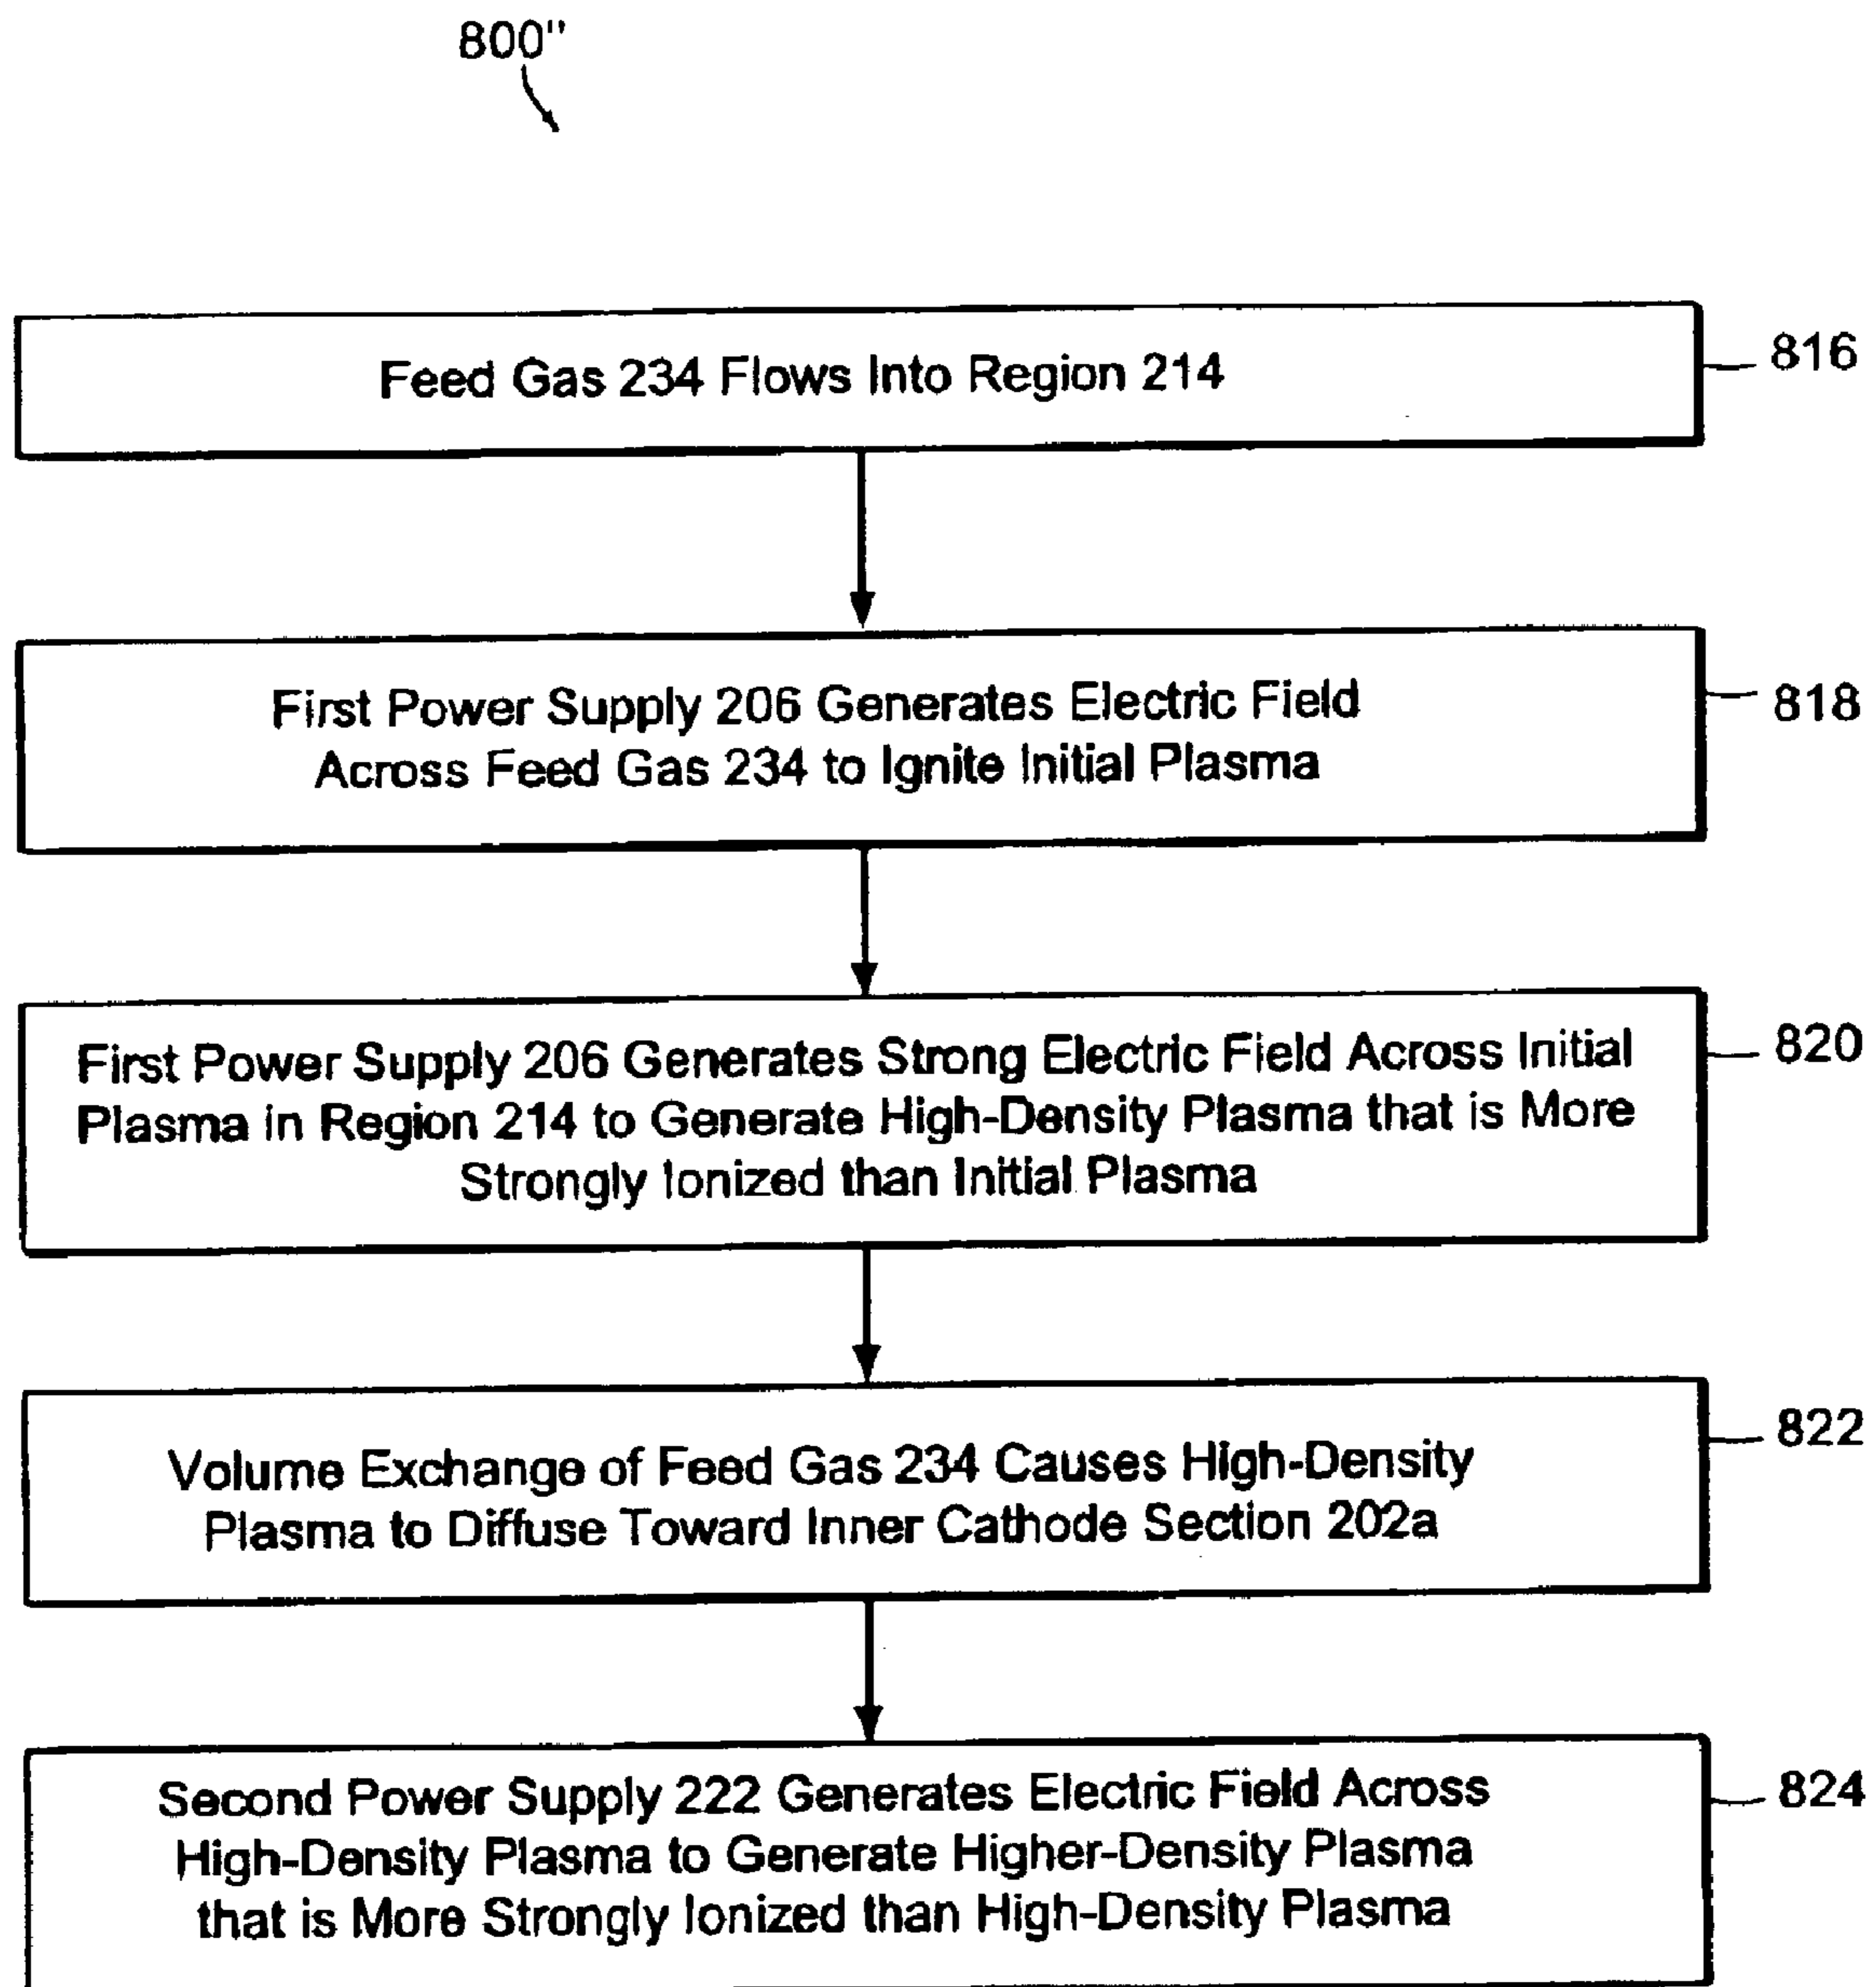 800"
Feed Gas 234 Flows Into Region 214
816
First Power Supply 206 Generates Electric Field
Across Feed Gas 234 to Ignite Initial Plasma
818
First Power Supply 206 Generates Strong Electric Field Across Initial
Plasma in Region 214 to Generate High-Density Plasma that is More
Strongly Ionized than Initial Plasma
820
Volume Exchange of Feed Gas 234 Causes High-Density
Plasma to Diffuse Toward Inner Cathode Section 202a
822
Second Power Supply 222 Generates Electric Field Across
High-Density Plasma to Generate Higher-Density Plasma
that is More Strongly Ionized than High-Density Plasma
824